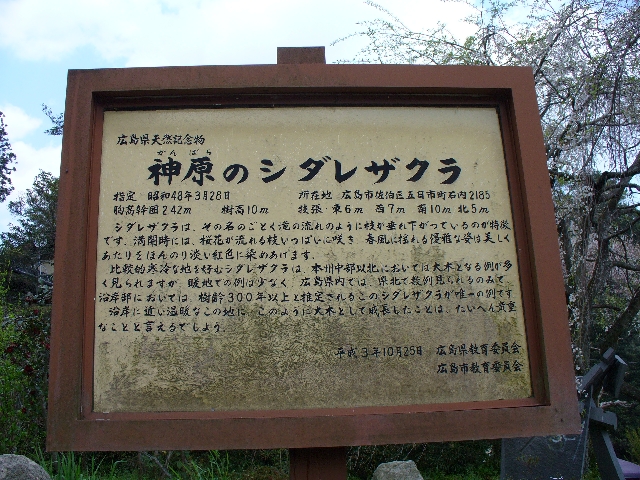 広島県天然記念物
かんばら
神原のシダレザクラ
指定 昭和48年3月28日 所在地 広島市佐伯区五日市町石内2185
胸高幹囲242m 樹高10m 枝張 東6m 西7m 南10m 北5m
シダレザクラは、その名のごとく滝の流れのように枝が垂れ下がっているのが特徴
です。満開時には、桜花が流れる枝いっぱいに咲き 春風に揺れる優雅な姿は美しく
あたりをほんのり淡い紅色に染めあげます。
比較的寒冷な地を好むシダレザクラは、本州中部以北においては大木となる例が多
く見られますが 暖地での例は少なく 広島県内では、県北で数例見られるのみで、
沿岸部においては、樹齢300年以上と推定されるこのシダレザクラが唯一の例です
沿岸に近い温暖なこの地に、このように大木として成長したことは、たいへん貴重
なことと言えるでしょう。
平成3年10月25日 広島県教育委員会
広島市教育委員会